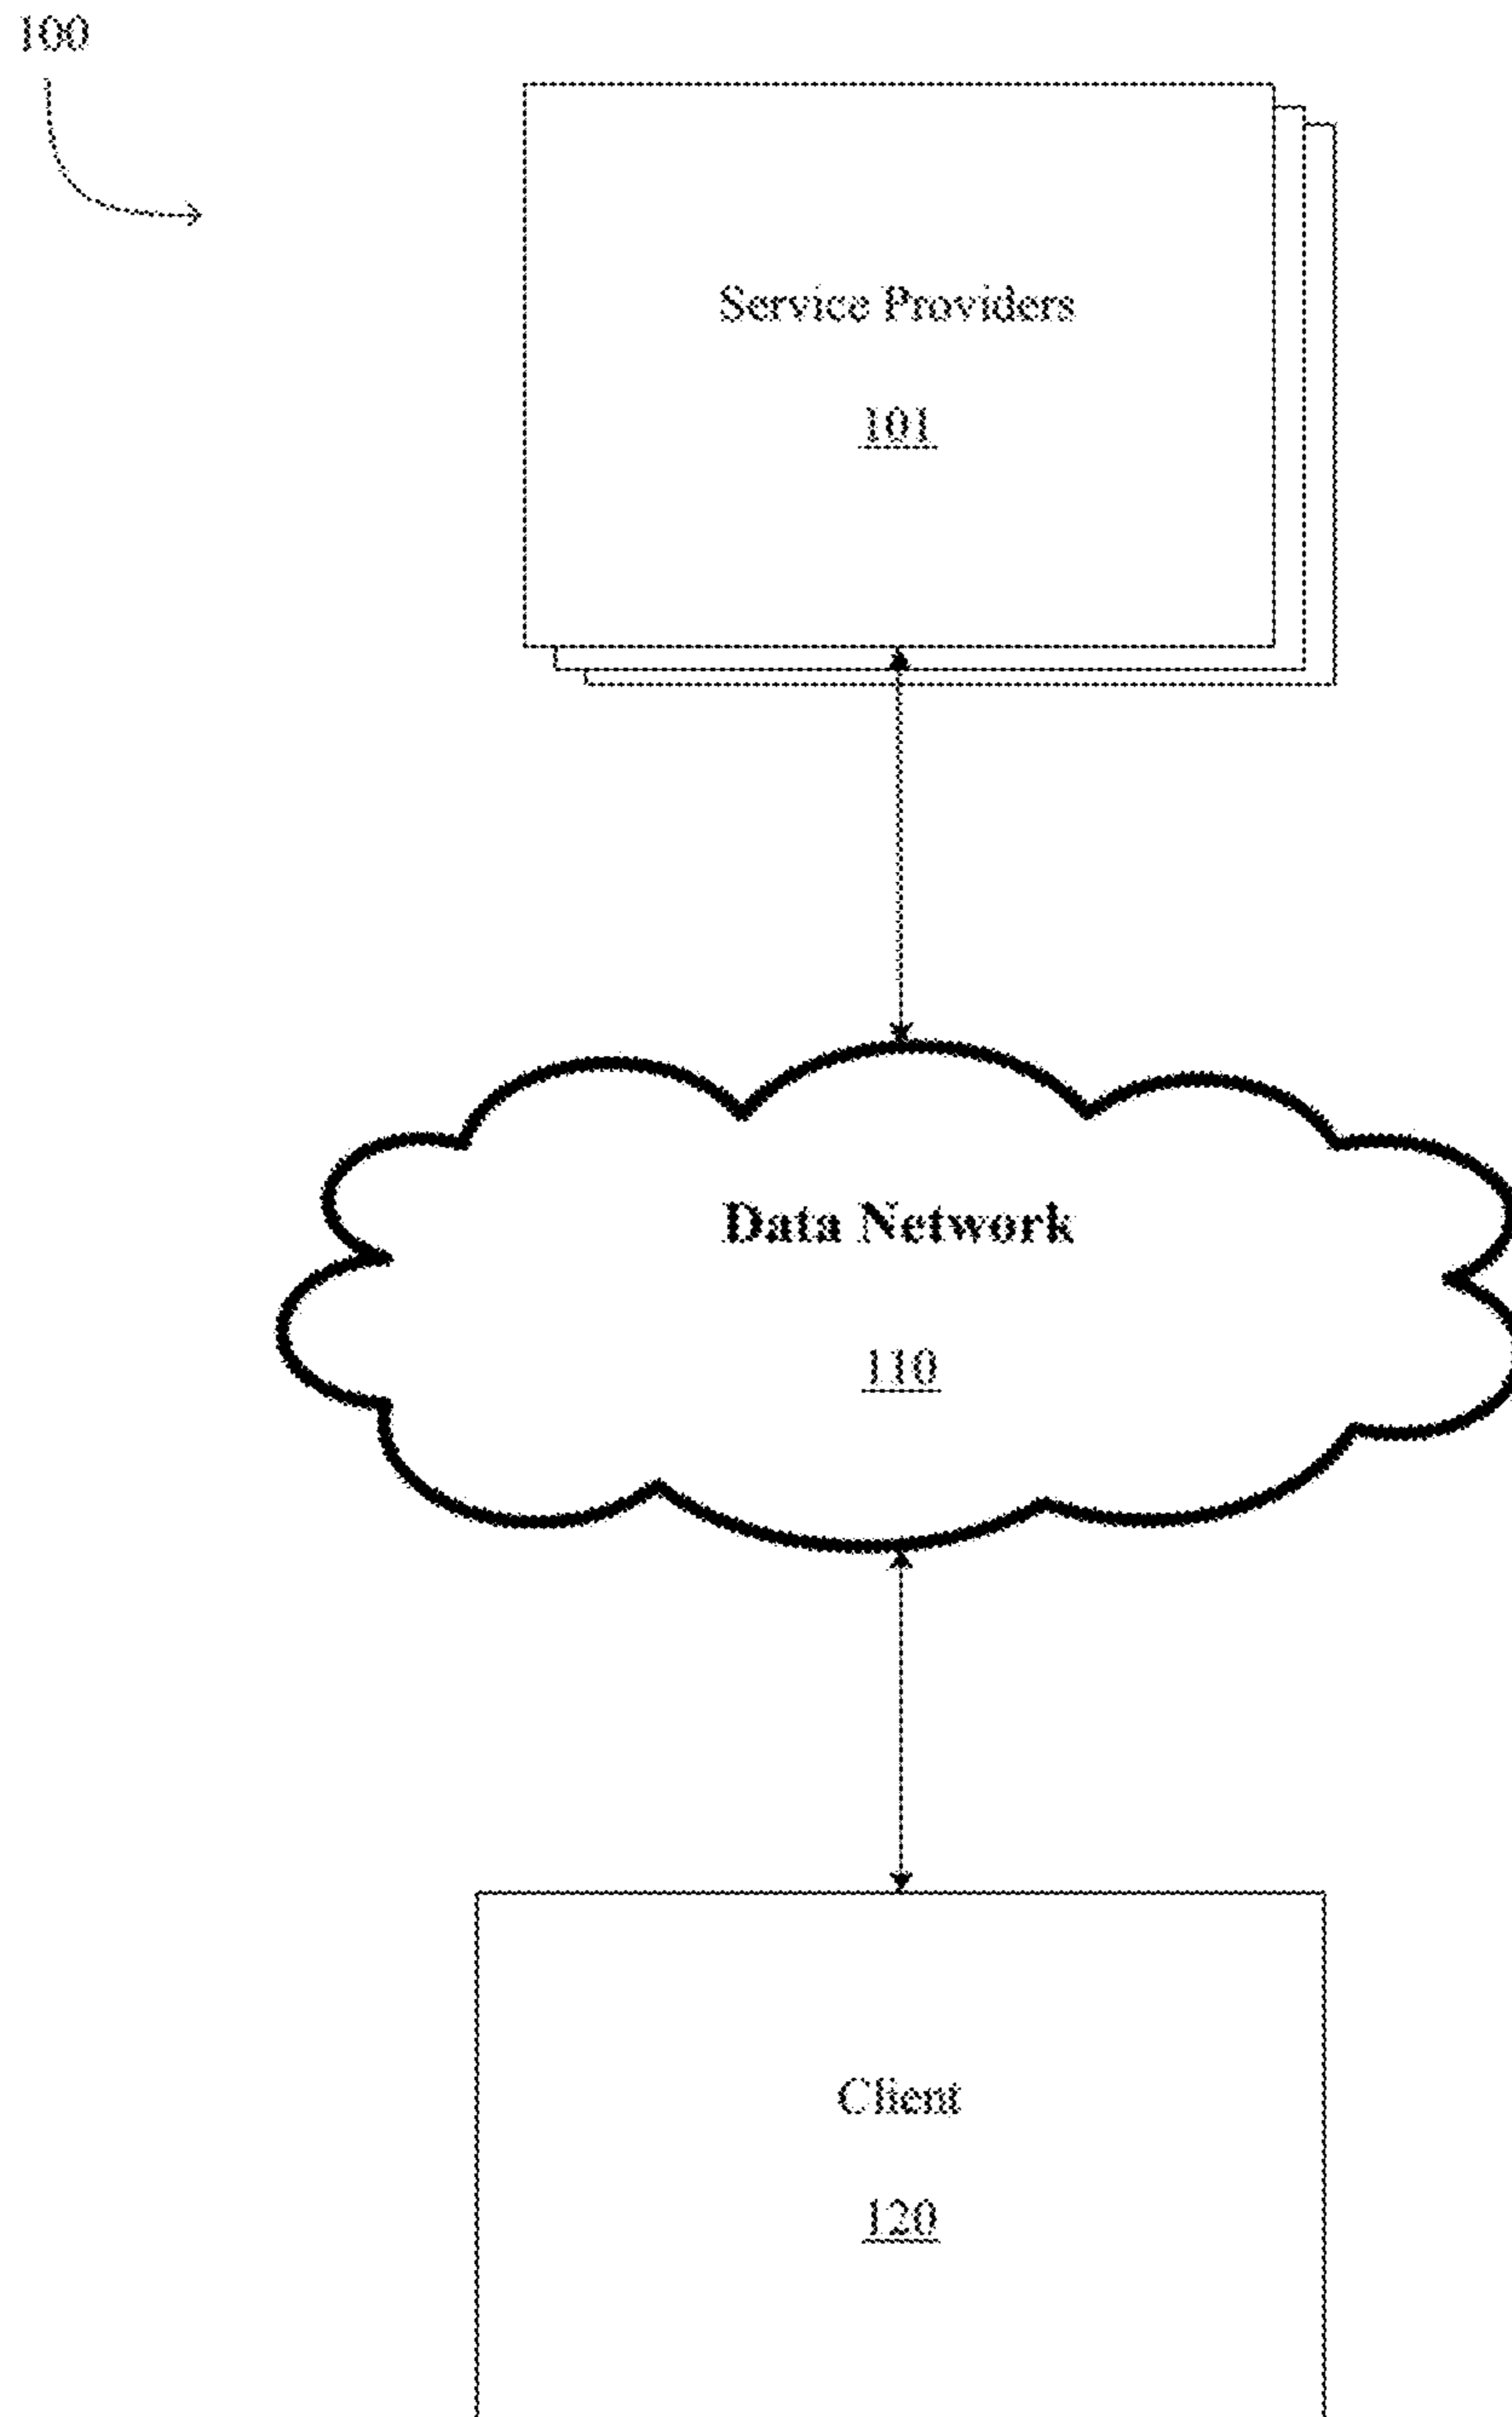 100
Service Providers
101
Data Network
110
Client
120